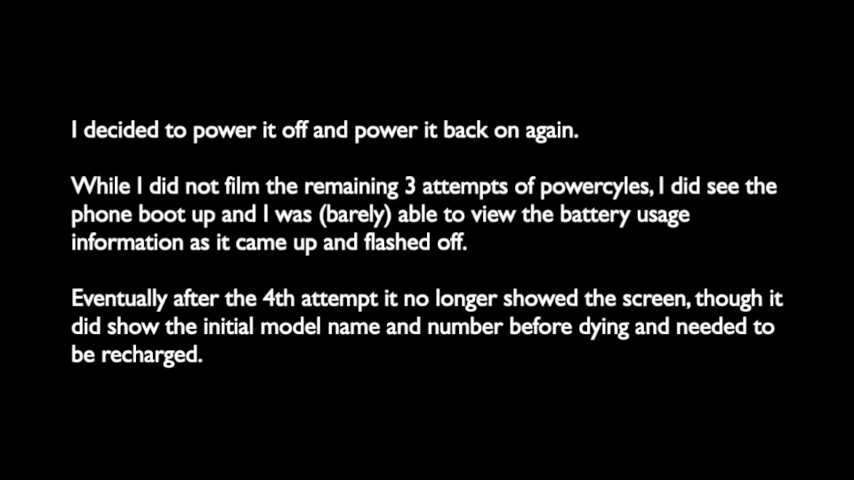 I decided to power it off and power it back on again.
While I did not film the remaining 3 attempts of powercyles, I did see the
phone boot up and I was (barely) able to view the battery usage
information as it came up and flashed off.
Eventually after the 4th attempt it no longer showed the screen, though it
did show the initial model name and number before dying and needed to
be recharged.